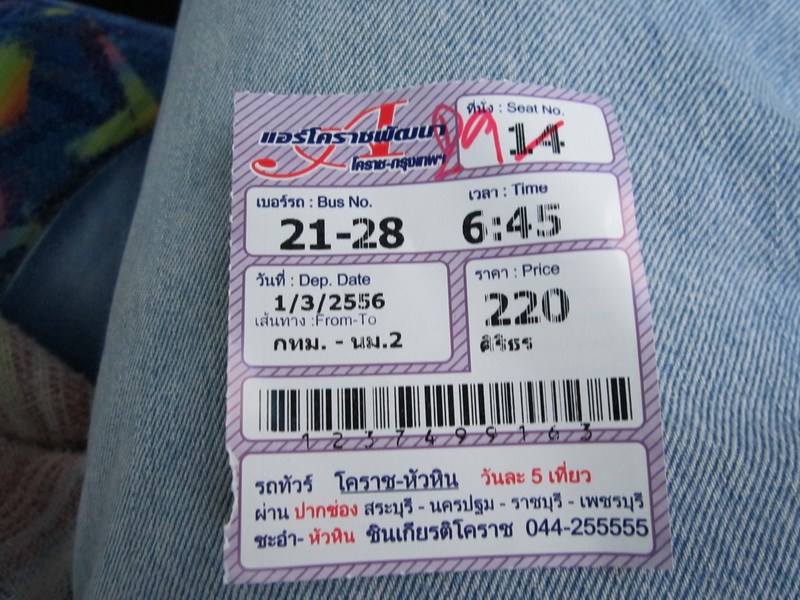 แอร์โคราชพัฒนา
โคราช-กรุงเทพฯ
ที่นั่ง : Seat No.
14
เบอร์รถ : Bus No.
21-28
เวลา : Time
6:45
วันที่ : Dep. Date
1/3/2556
เส้นทาง :From-To
กทม. - นม.2
ราคา : Price
220
1237499163
รถทัวร์ โคราช-หัวหิน วันละ 5 เที่ยว
ผ่าน ปากช่อง สระบุรี - นครปฐม - ราชบุรี - เพชรบุรี
ชะอำ- หัวหิน ชินเกียรติโคราช 044-255555